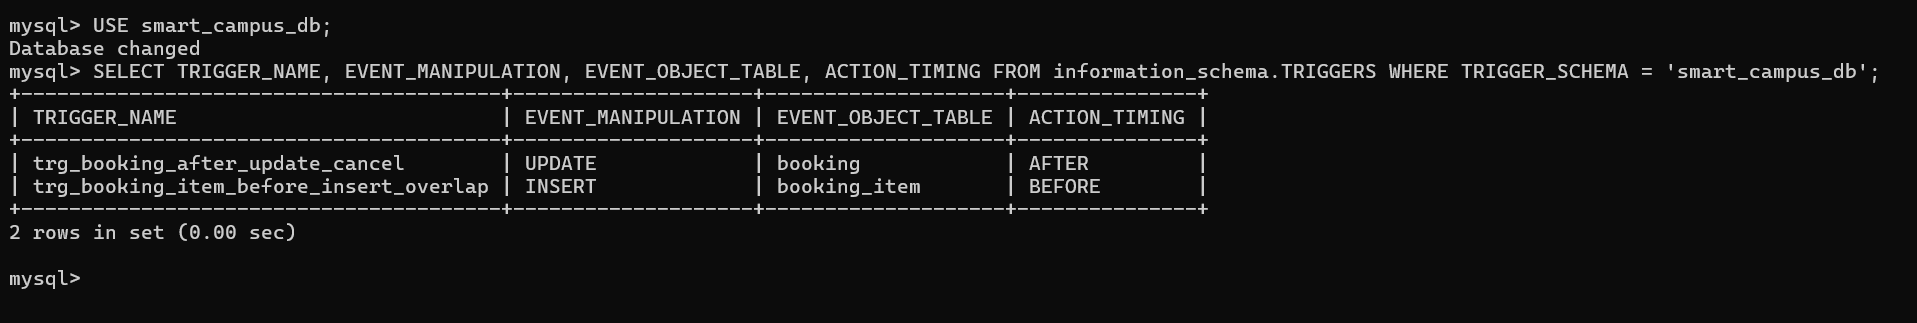 mysql> USE smart_campus_db;
Database changed
mysql> SELECT TRIGGER_NAME, EVENT_MANIPULATION, EVENT_OBJECT_TABLE, ACTION_TIMING FROM information_schema.TRIGGERS WHERE TRIGGER_SCHEMA = 'smart_campus_db';
+----------------------------------------+--------------------+--------------------+---------------+
| TRIGGER_NAME                           | EVENT_MANIPULATION | EVENT_OBJECT_TABLE | ACTION_TIMING |
+----------------------------------------+--------------------+--------------------+---------------+
| trg_booking_after_update_cancel        | UPDATE             | booking            | AFTER         |
| trg_booking_item_before_insert_overlap | INSERT             | booking_item       | BEFORE        |
+----------------------------------------+--------------------+--------------------+---------------+
2 rows in set (0.00 sec)
mysql>